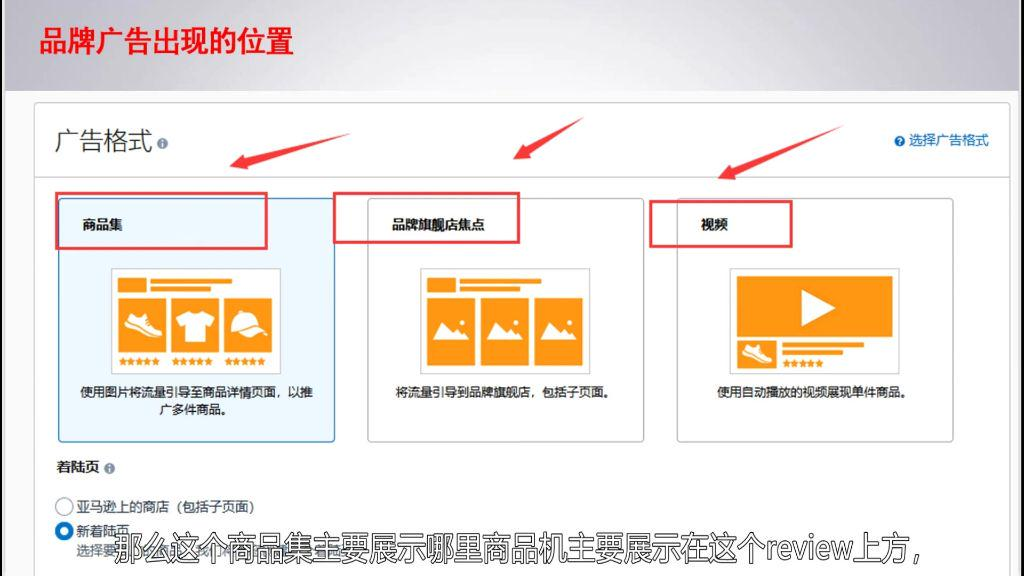 品牌广告出现的位置
广告格式
选择广告格式
商品集
品牌旗舰店焦点
视频
使用图片将流量引导至商品详情页面，以推
广多件商品。
将流量引导到品牌旗舰店，包括子页面。
使用自动播放的视频展现单件商品。
着陆页
亚马逊上的商店（包括子页面）
新着陆页
选择要
那么这个商品集主要展示哪里商品机主要展示在这个review上方，